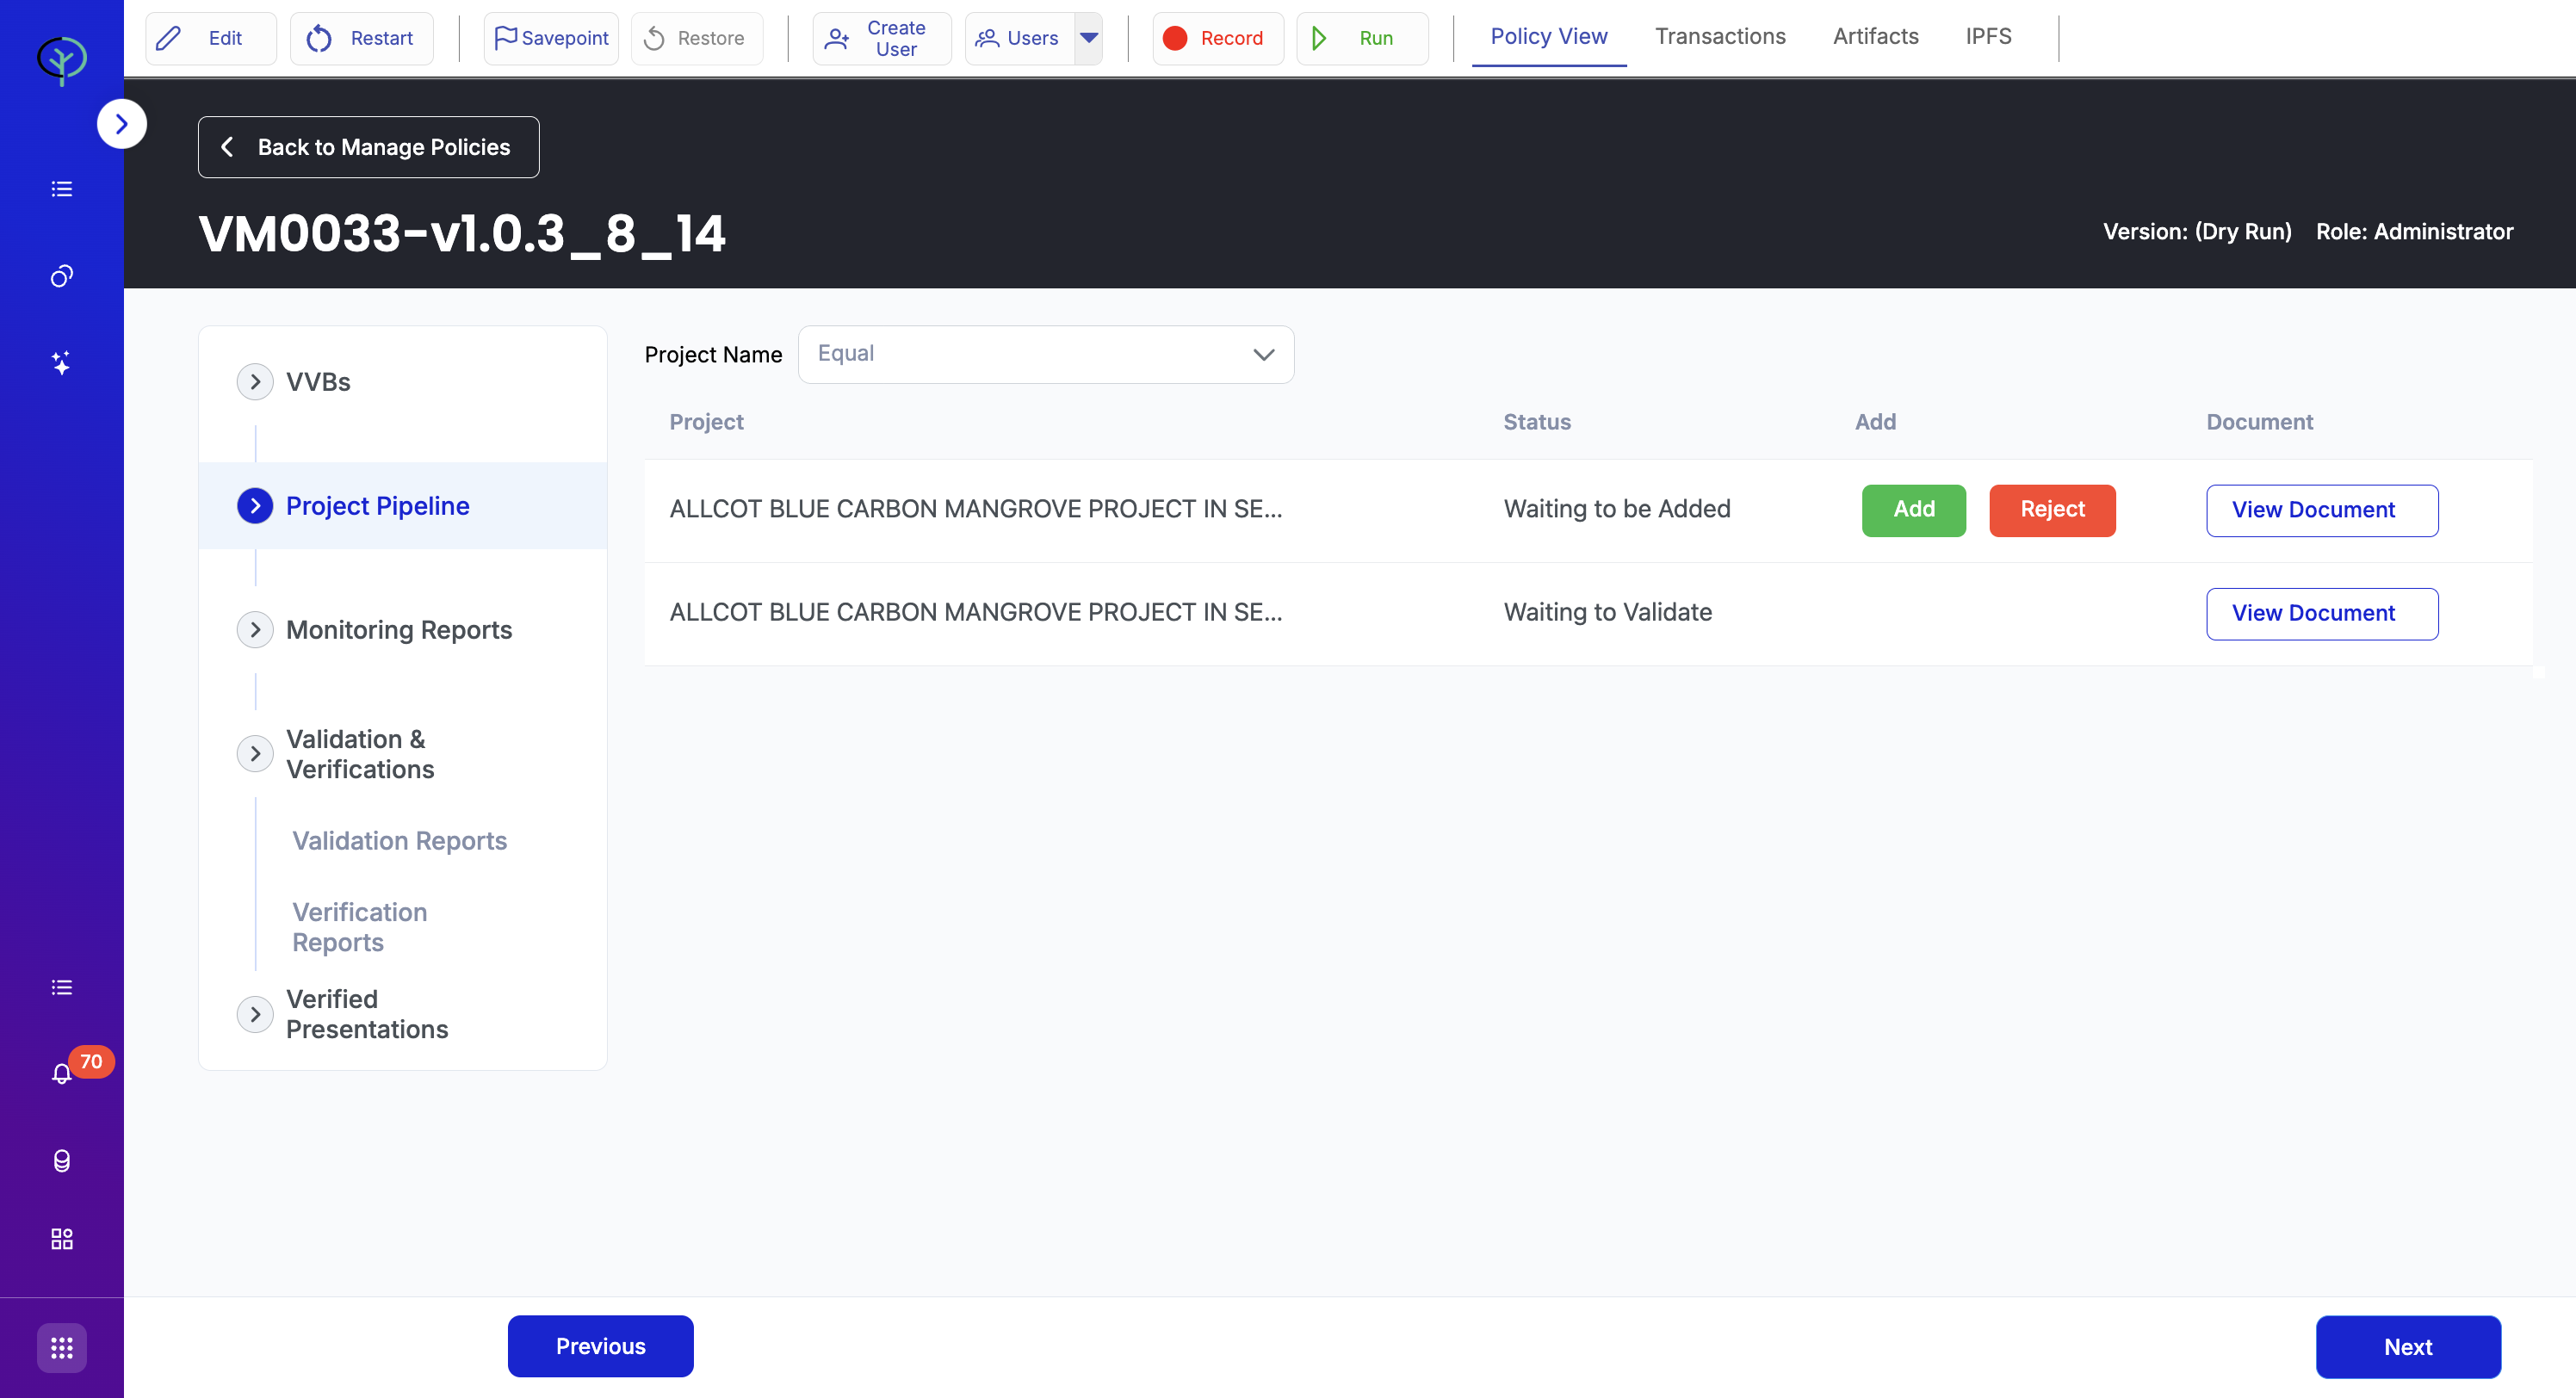 Edit
Restart
Savepoint
Restore
Create
User
Users
Record
Run
Policy View
Transactions
Artifacts
IPFS
Back to Manage Policies
VM0033-v1.0.3_8_14
Version: (Dry Run) Role: Administrator
VVBs
Project Pipeline
Monitoring Reports
Validation &
Verifications
Validation Reports
Verification
Reports
Verified
Presentations
Project Name Equal
Project Status Add Document
ALLCOT BLUE CARBON MANGROVE PROJECT IN SE... Waiting to be Added Add Reject View Document
ALLCOT BLUE CARBON MANGROVE PROJECT IN SE... Waiting to Validate View Document
70
Previous
Next